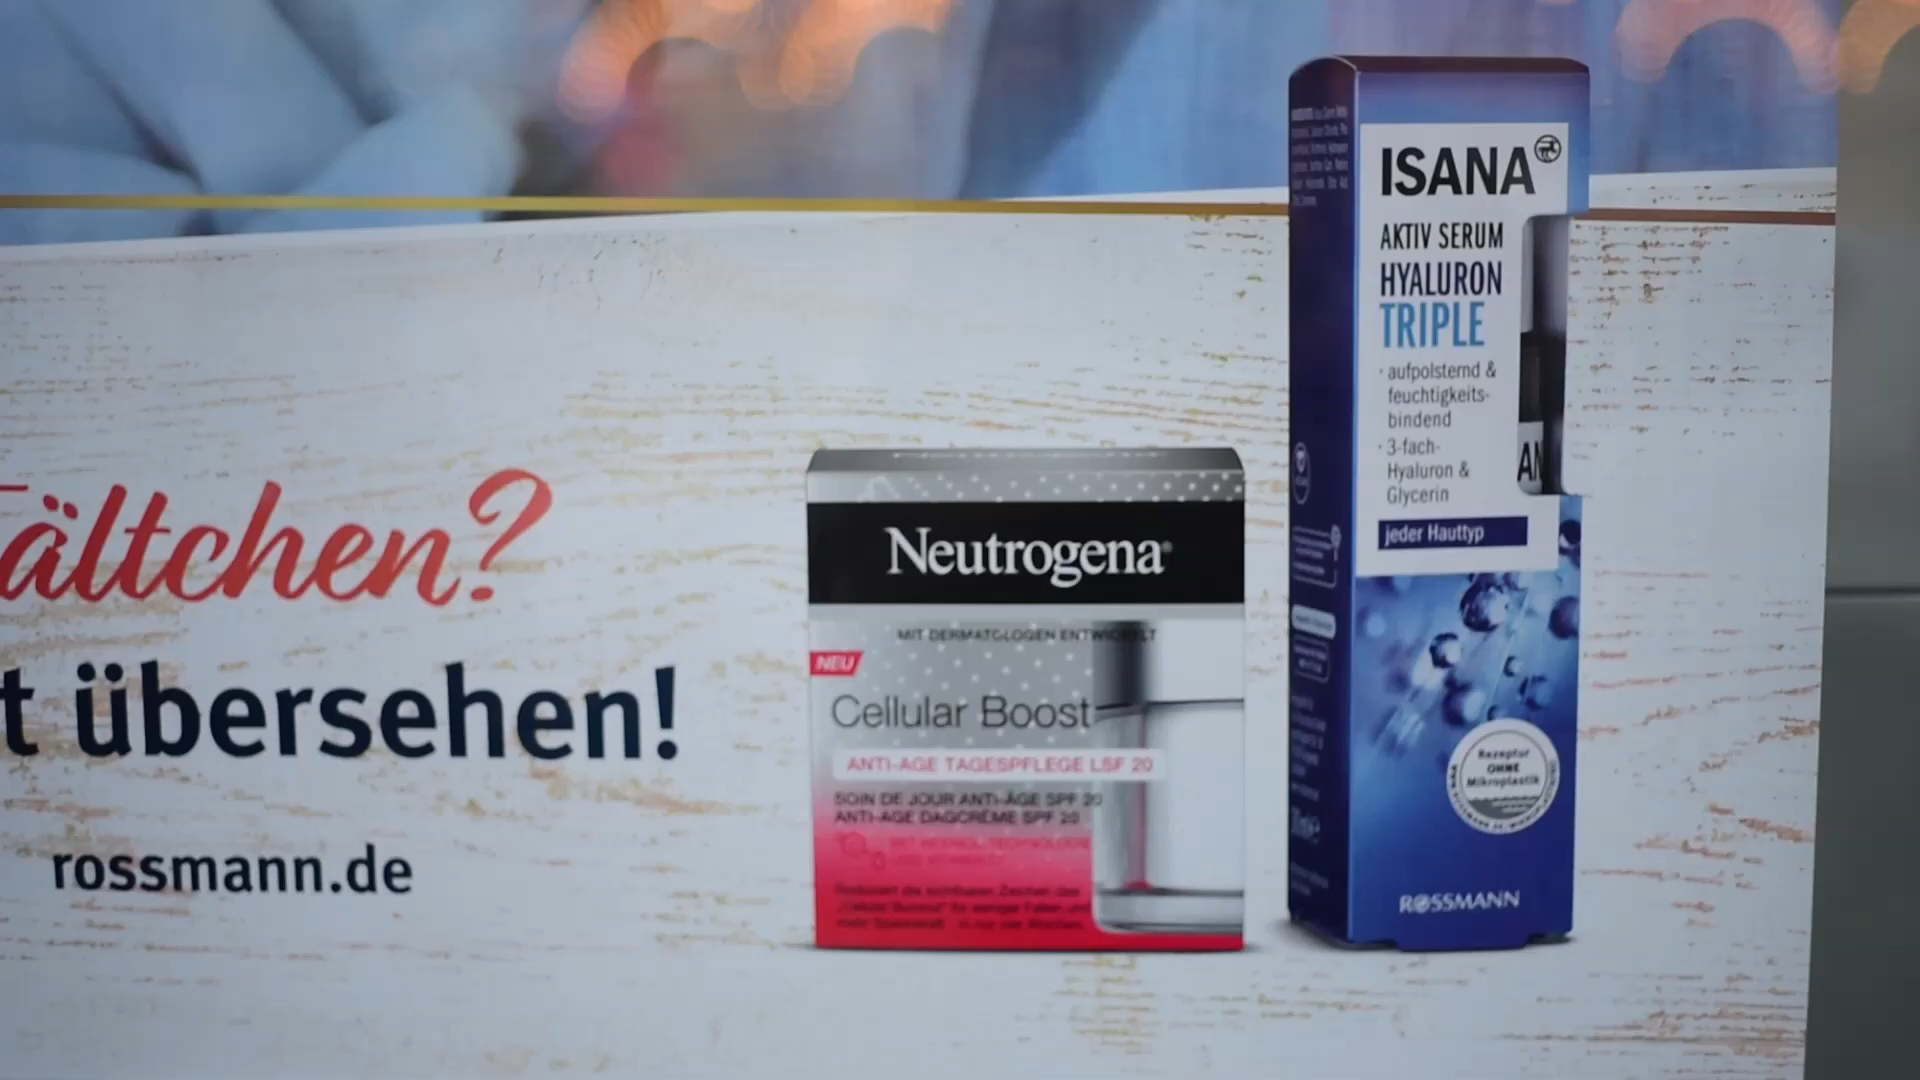 ältchen?
t übersehen!
rossmann.de
Neutrogena®
MIT DERMATOLOGEN ENTWICKELT
NEU
Cellular Boost
ANTI-AGE TAGESPFLEGE LSF 20
SOIN DE JOUR ANTI-ÂGE SPF 20
ANTI-AGE DAGCRÈME SPF 20
ISANA
AKTIV SERUM
HYALURON
TRIPLE
· aufpolsternd &
feuchtigkeits-
bindend
· 3-fach-
Hyaluron &
Glycerin
AN
jeder Hauttyp
Rezeptur
OHNE
Mikroplastik
ROSSMANN